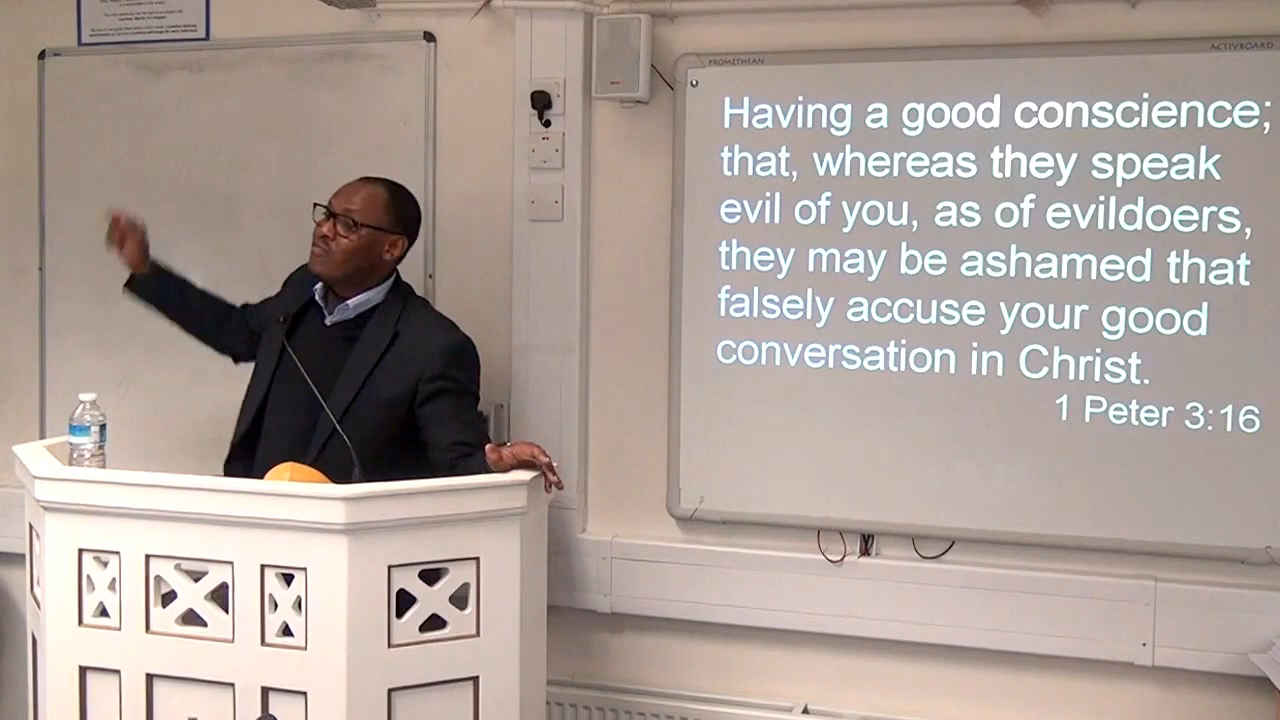 PROMETHEAN
ACTIVBOARD
Having a good conscience;
that, whereas they speak
evil of you, as of evildoers,
they may be ashamed that
falsely accuse your good
conversation in Christ.
1 Peter 3:16